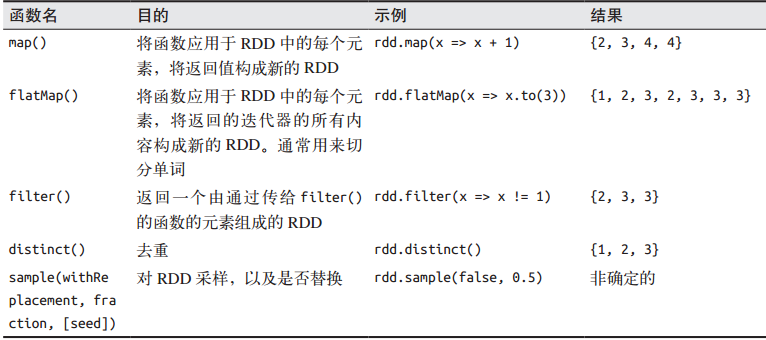 函数名 目的 示例 结果
map() 将函数应用于 RDD 中的每个元 rdd.map(x => x + 1) {2, 3, 4, 4}
素，将返回值构成新的 RDD
flatMap() 将函数应用于 RDD 中的每个元 rdd.flatMap(x => x.to(3)) {1, 2, 3, 2, 3, 3, 3}
素，将返回的迭代器的所有内
容构成新的 RDD。通常用来切
分单词
filter() 返回一个由通过传给 filter() rdd.filter(x => x != 1) {2, 3, 3}
的函数的元素组成的 RDD
distinct() 去重 rdd.distinct() {1, 2, 3}
sample(withRe 对 RDD 采样，以及是否替换 rdd.sample(false, 0.5) 非确定的
placement, fra
ction, [seed])